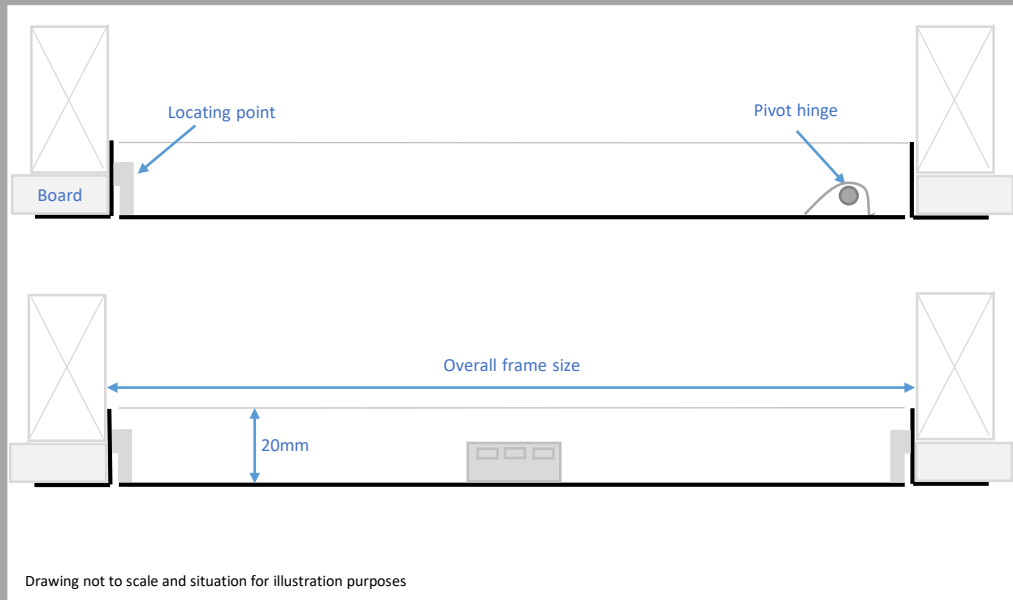 Locating point
Pivot hinge
Board
Overall frame size
20mm
Drawing not to scale and situation for illustration purposes